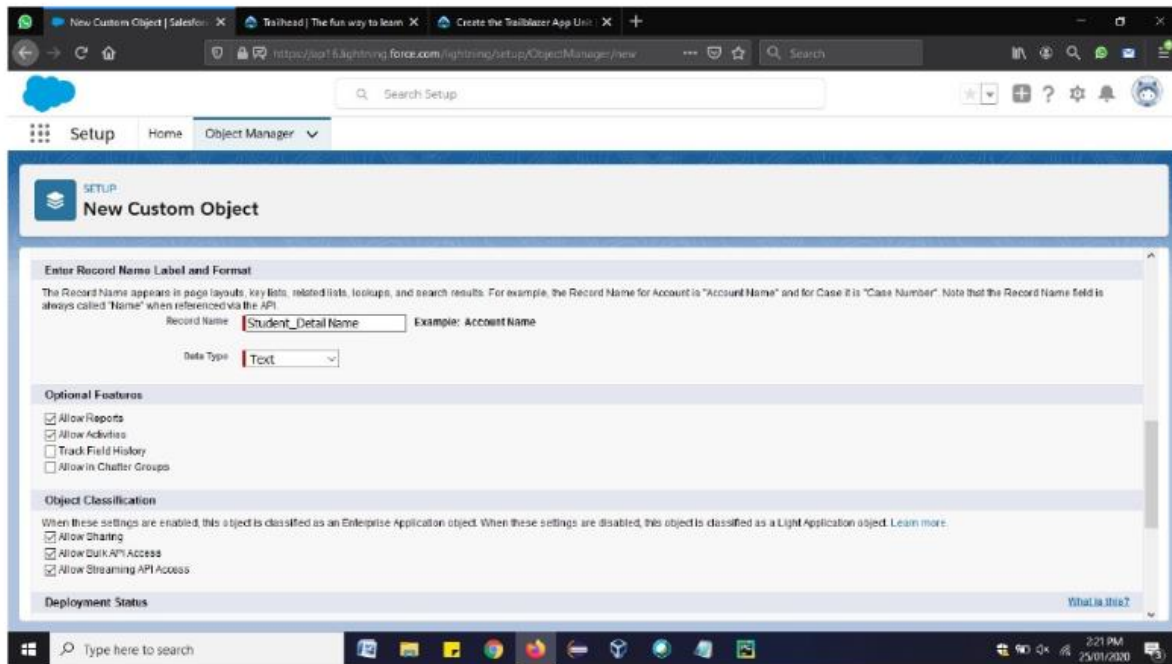 New Custom Object | Salesfor
Trailhead | The fun way to learn
Create the Trailblazer App Unit
https://ap16.lightning.force.com/lightning/setup/ObjectManager/new
Search
Search Setup
Setup
Home
Object Manager
SETUP
New Custom Object
Enter Record Name Label and Format
The Record Name appears in page layouts, key lists, related lists, lookups, and search results. For example, the Record Name for Account is "Account Name" and for Case it is "Case Number". Note that the Record Name field is
always called "Name" when referenced via the API.
Record Name Student_Detail Name Example: Account Name
Data Type Text
Optional Features
Allow Reports
Allow Activities
Track Field History
Allow in Chatter Groups
Object Classification
When these settings are enabled, this object is classified as an Enterprise Application object. When these settings are disabled, this object is classified as a Light Application object. Learn more.
Allow Sharing
Allow Bulk API Access
Allow Streaming API Access
Deployment Status What is this?
Type here to search
2:21 PM
25/01/2020